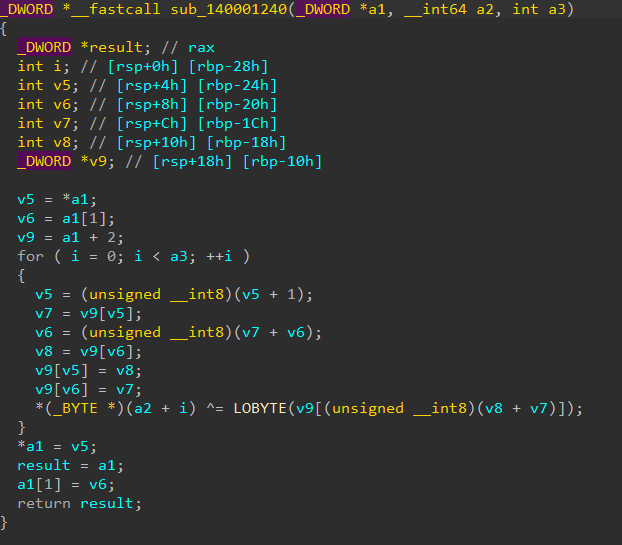 _DWORD *__fastcall sub_140001240(_DWORD *a1, __int64 a2, int a3)
{
  _DWORD *result; // rax
  int i; // [rsp+0h] [rbp-28h]
  int v5; // [rsp+4h] [rbp-24h]
  int v6; // [rsp+8h] [rbp-20h]
  int v7; // [rsp+Ch] [rbp-1Ch]
  int v8; // [rsp+10h] [rbp-18h]
  _DWORD *v9; // [rsp+18h] [rbp-10h]

  v5 = *a1;
  v6 = a1[1];
  v9 = a1 + 2;
  for ( i = 0; i < a3; ++i )
  {
    v5 = (unsigned __int8)(v5 + 1);
    v7 = v9[v5];
    v6 = (unsigned __int8)(v7 + v6);
    v8 = v9[v6];
    v9[v5] = v8;
    v9[v6] = v7;
    *(_BYTE *)(a2 + i) ^= LOBYTE(v9[(unsigned __int8)(v8 + v7)]);
  }
  *a1 = v5;
  result = a1;
  a1[1] = v6;
  return result;
}